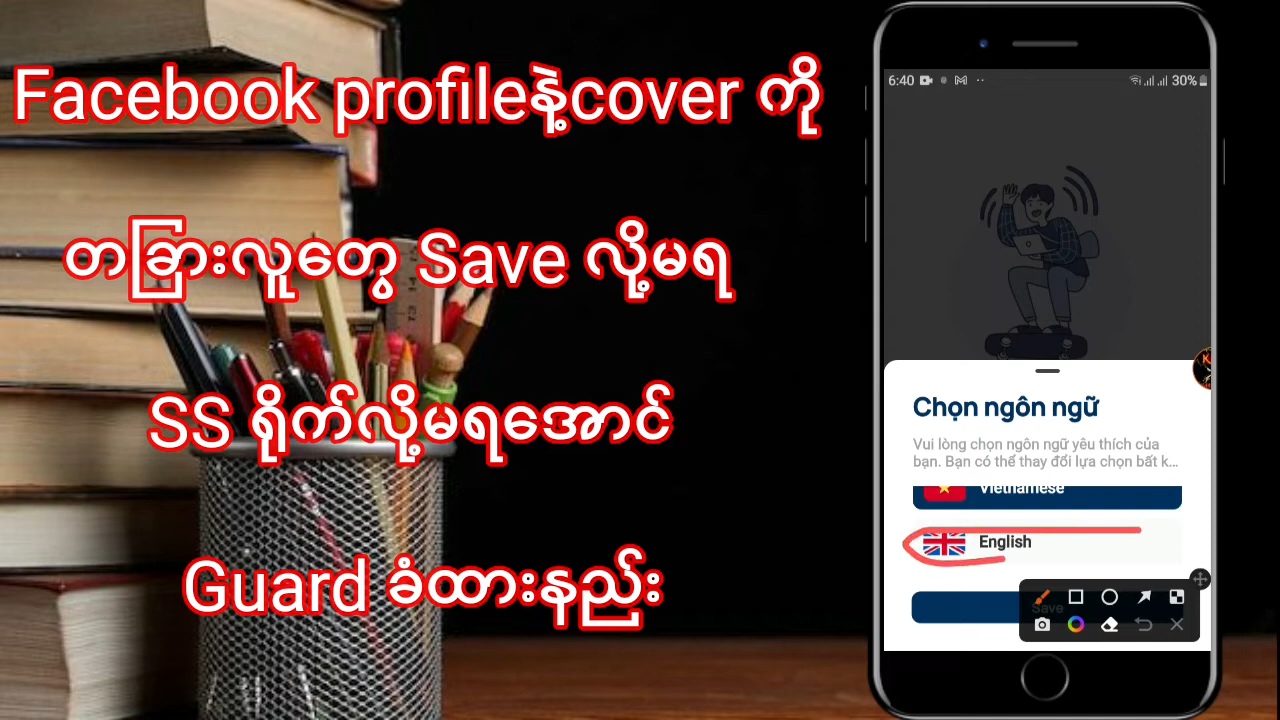 Facebook profileနဲ့cover ကို
တခြားလူတွေ Save လို့မရ
SS ရိုက်လို့မရအောင်
Guard ခံထားနည်း
6:40
30%
Chọn ngôn ngữ
Vui lòng chọn ngôn ngữ yêu thích của
bạn. Bạn có thể thay đổi lựa chọn bất k...
Vietnamese
English
Save